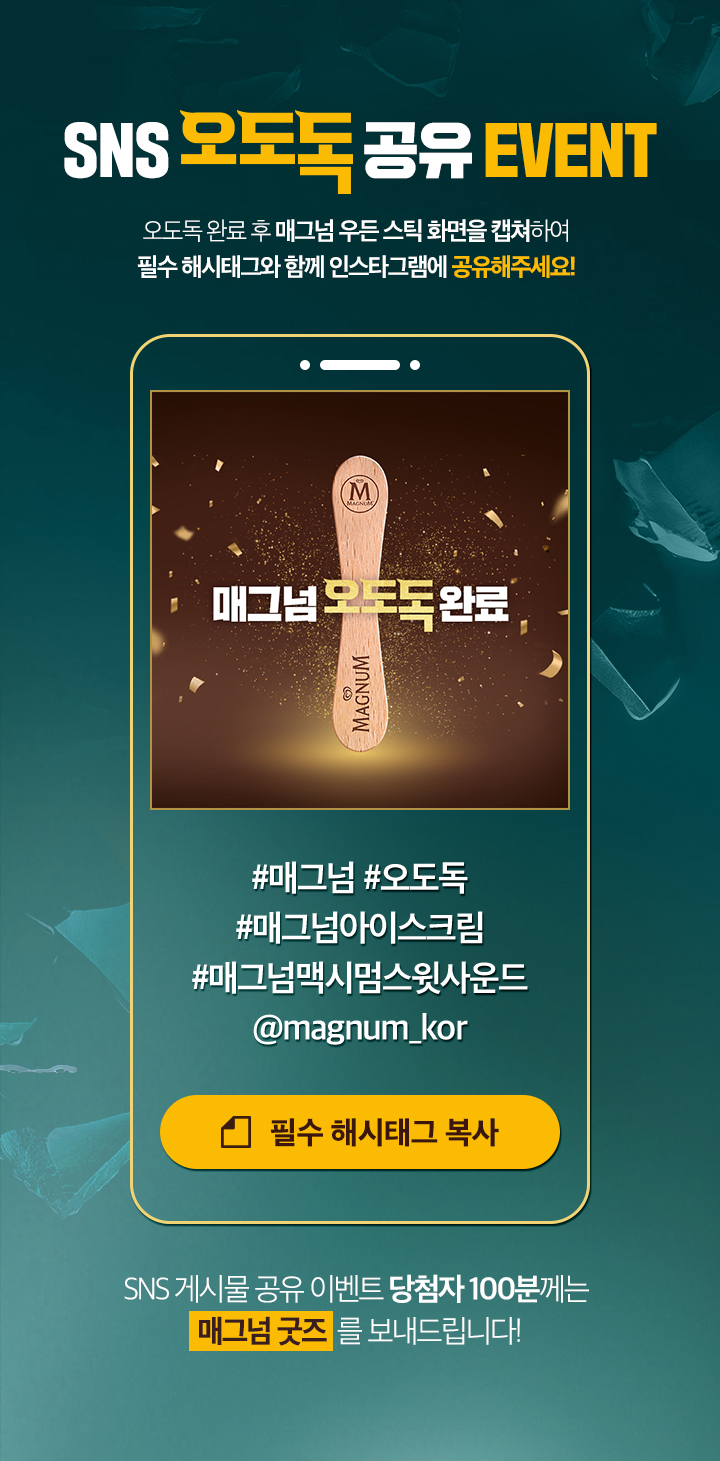 SNS 오도독 공유 EVENT
오도독 완료 후 매그넘 우든 스틱 화면을 캡쳐하여
필수 해시태그와 함께 인스타그램에 공유해주세요!
M
MAGNUM
매그넘 오도독 완료
MAGNUM
#매그넘 #오도독
#매그넘아이스크림
#매그넘맥시멈스윗사운드
@magnum_kor
필수 해시태그 복사
SNS 게시물 공유 이벤트 당첨자 100분께는
매그넘 굿즈 를 보내드립니다!